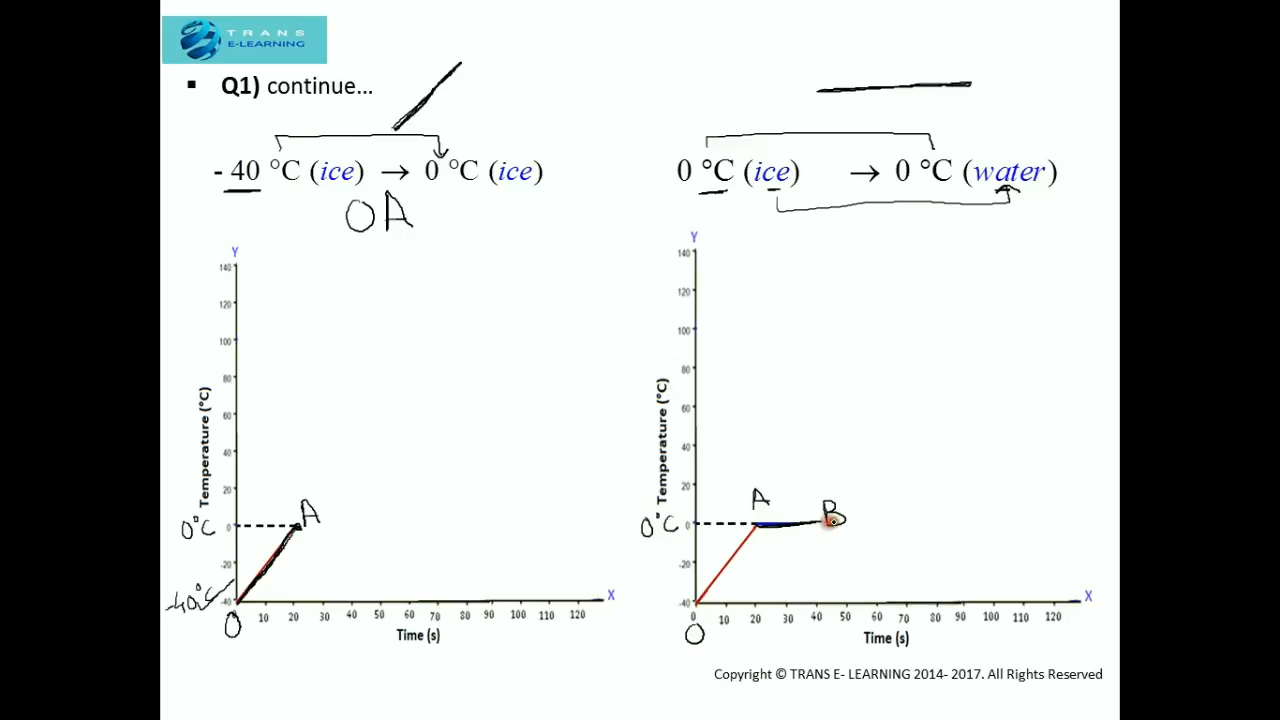 TRANS
E-LEARNING
▪ Q1) continue...
- 40 °C (ice) → 0 °C (ice)
OA
Y
140
120
100
80
60
40
20
0
-20
-40
Temperature (°C)
0°C
-40°C
A
O
10 20 30 40 50 60 70 80 90 100 110 120
X
Time (s)
0 °C (ice) → 0 °C (water)
Y
140
120
100
80
60
40
20
0
-20
-40
Temperature (°C)
0°C
A
B
0 10 20 30 40 50 60 70 80 90 100 110 120
X
O
Time (s)
Copyright © TRANS E- LEARNING 2014- 2017. All Rights Reserved